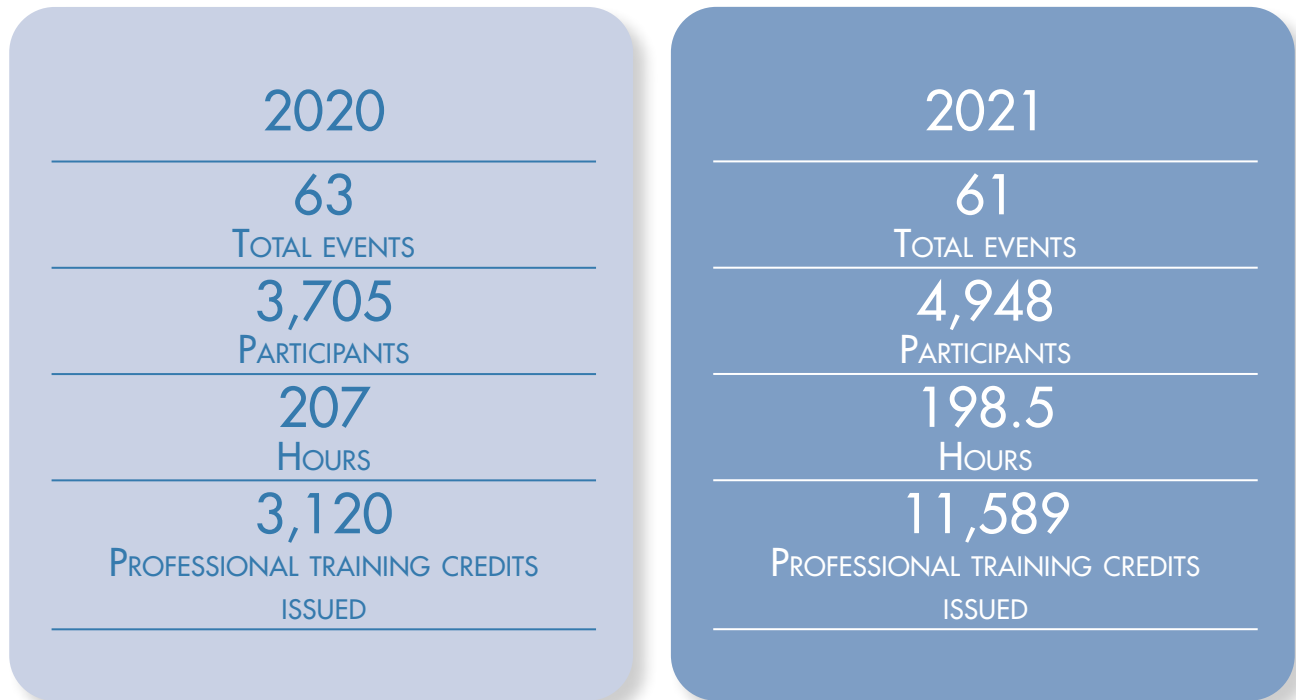 2020
63
Total events
3,705
Participants
207
Hours
3,120
Professional training credits
issued
2021
61
Total events
4,948
Participants
198.5
Hours
11,589
Professional training credits
issued